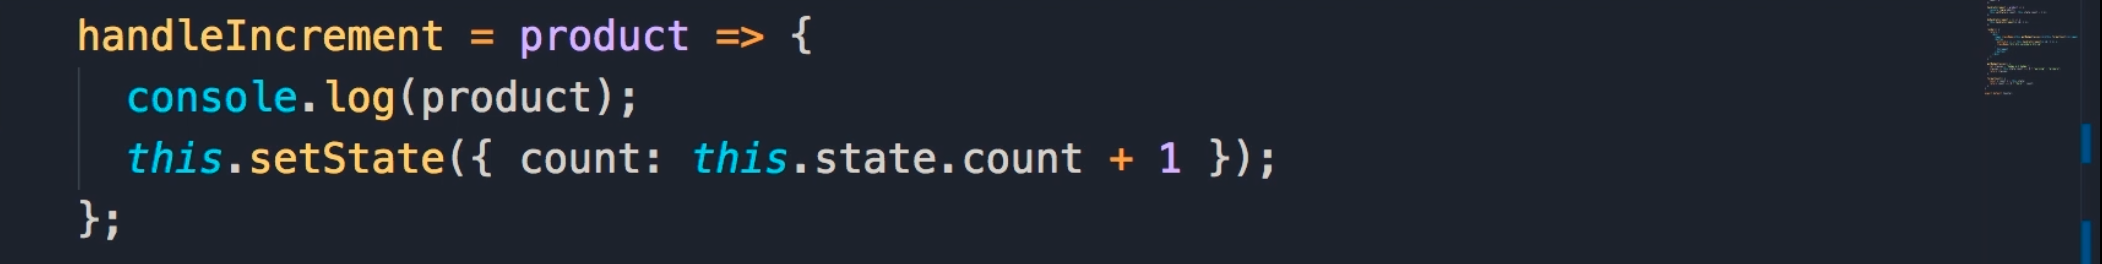 handleIncrement = product => {
  console.log(product);
  this.setState({ count: this.state.count + 1 });
};